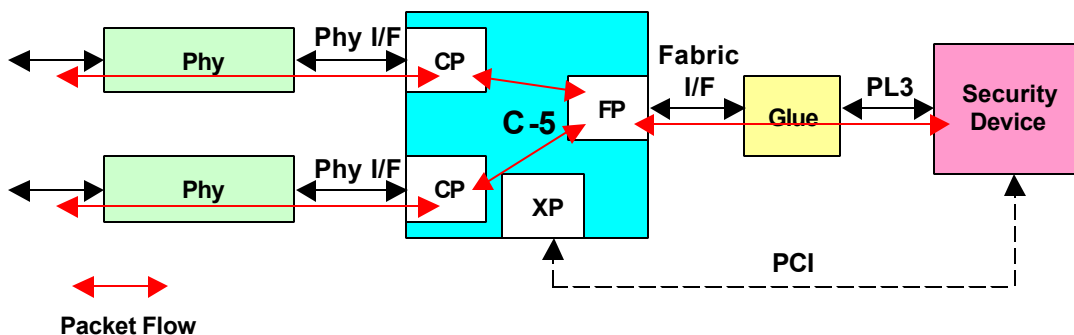 Phy
Phy I/F
CP
C-5
FP
Fabric
I/F
Glue
PL3
Security
Device
Phy
Phy I/F
CP
XP
PCI
Packet Flow